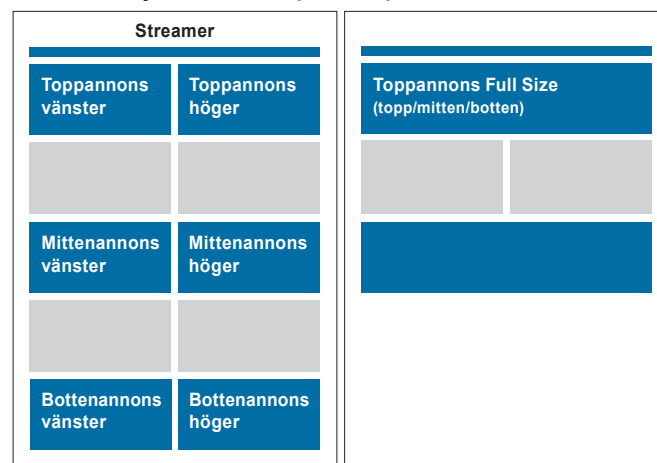 Streamer
Toppannons
vänster
Toppannons
höger
Mittenannons
vänster
Mittenannons
höger
Bottenannons
vänster
Bottenannons
höger
Toppannons Full Size
(topp/mitten/botten)